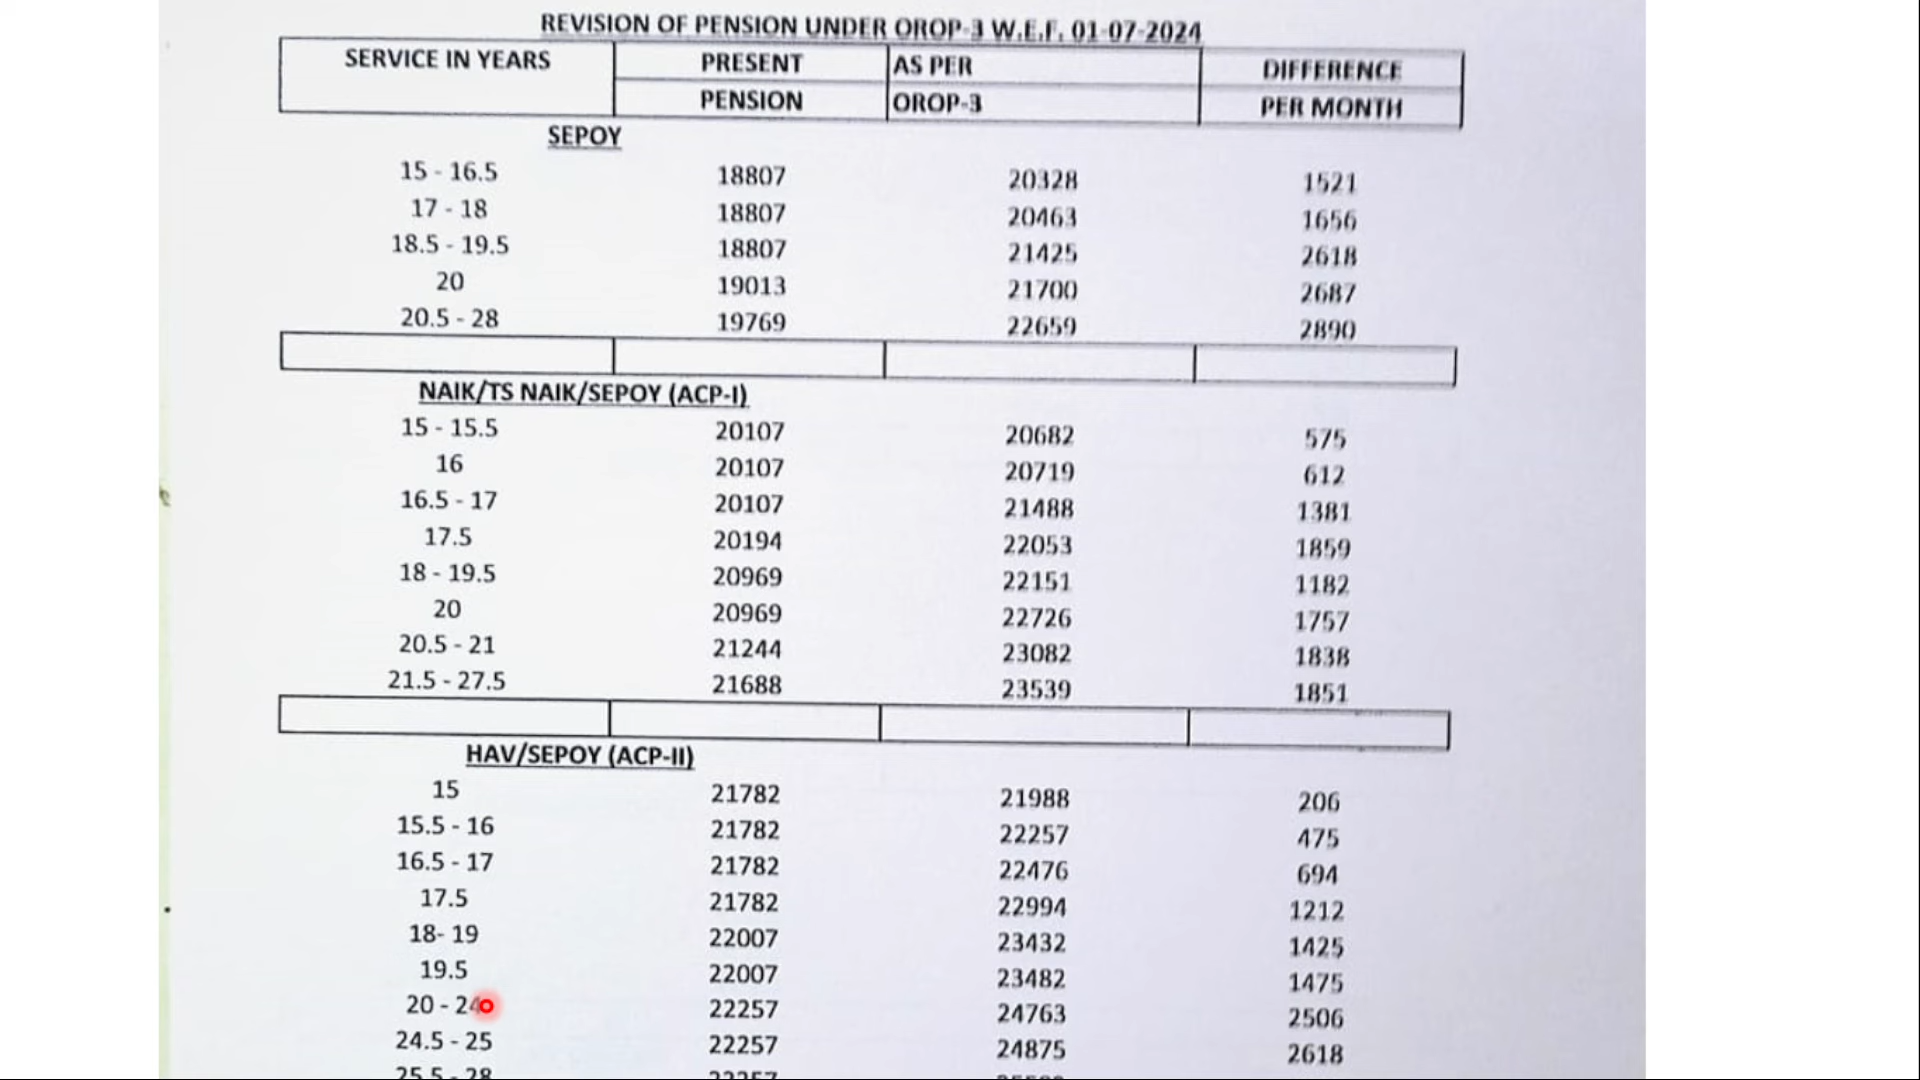 REVISION OF PENSION UNDER OROP-3 W.E.F. 01-07-2024
SERVICE IN YEARS PRESENT PENSION AS PER OROP-3 DIFFERENCE PER MONTH
SEPOY
15 - 16.5 18807 20328 1521
17 - 18 18807 20463 1656
18.5 - 19.5 18807 21425 2618
20 19013 21700 2687
20.5 - 28 19769 22659 2890
NAIK/TS NAIK/SEPOY (ACP-I)
15 - 15.5 20107 20682 575
16 20107 20719 612
16.5 - 17 20107 21488 1381
17.5 20194 22053 1859
18 - 19.5 20969 22151 1182
20 20969 22726 1757
20.5 - 21 21244 23082 1838
21.5 - 27.5 21688 23539 1851
HAV/SEPOY (ACP-II)
15 21782 21988 206
15.5 - 16 21782 22257 475
16.5 - 17 21782 22476 694
17.5 21782 22994 1212
18- 19 22007 23432 1425
19.5 22007 23482 1475
20 - 24 22257 24763 2506
24.5 - 25 22257 24875 2618
25.5 - 28 22257